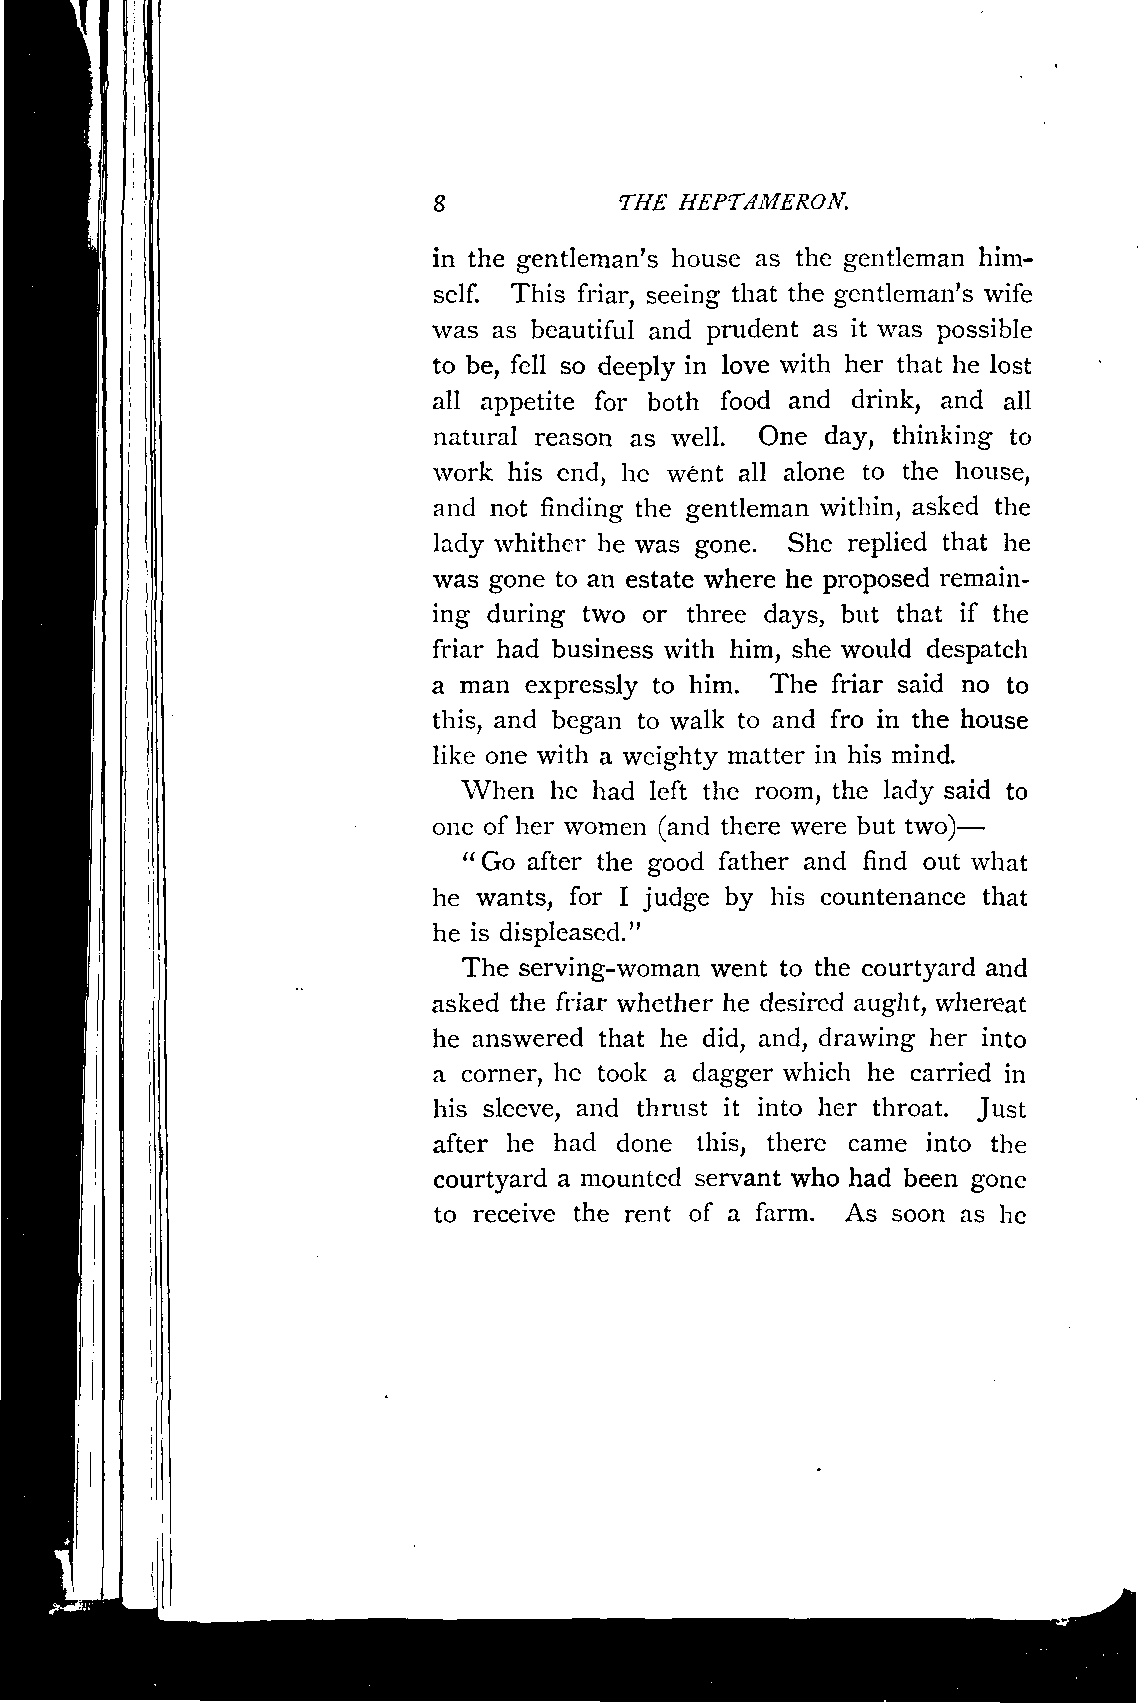 8 THE HEPTAMERON.
in the gentleman's house as the gentleman him-
self. This friar, seeing that the gentleman's wife
was as beautiful and prudent as it was possible
to be, fell so deeply in love with her that he lost
all appetite for both food and drink, and all
natural reason as well. One day, thinking to
work his end, he went all alone to the house,
and not finding the gentleman within, asked the
lady whither he was gone. She replied that he
was gone to an estate where he proposed remain-
ing during two or three days, but that if the
friar had business with him, she would despatch
a man expressly to him. The friar said no to
this, and began to walk to and fro in the house
like one with a weighty matter in his mind.
When he had left the room, the lady said to
one of her women (and there were but two)—
"Go after the good father and find out what
he wants, for I judge by his countenance that
he is displeased."
The serving-woman went to the courtyard and
asked the friar whether he desired aught, whereat
he answered that he did, and, drawing her into
a corner, he took a dagger which he carried in
his sleeve, and thrust it into her throat. Just
after he had done this, there came into the
courtyard a mounted servant who had been gone
to receive the rent of a farm. As soon as he